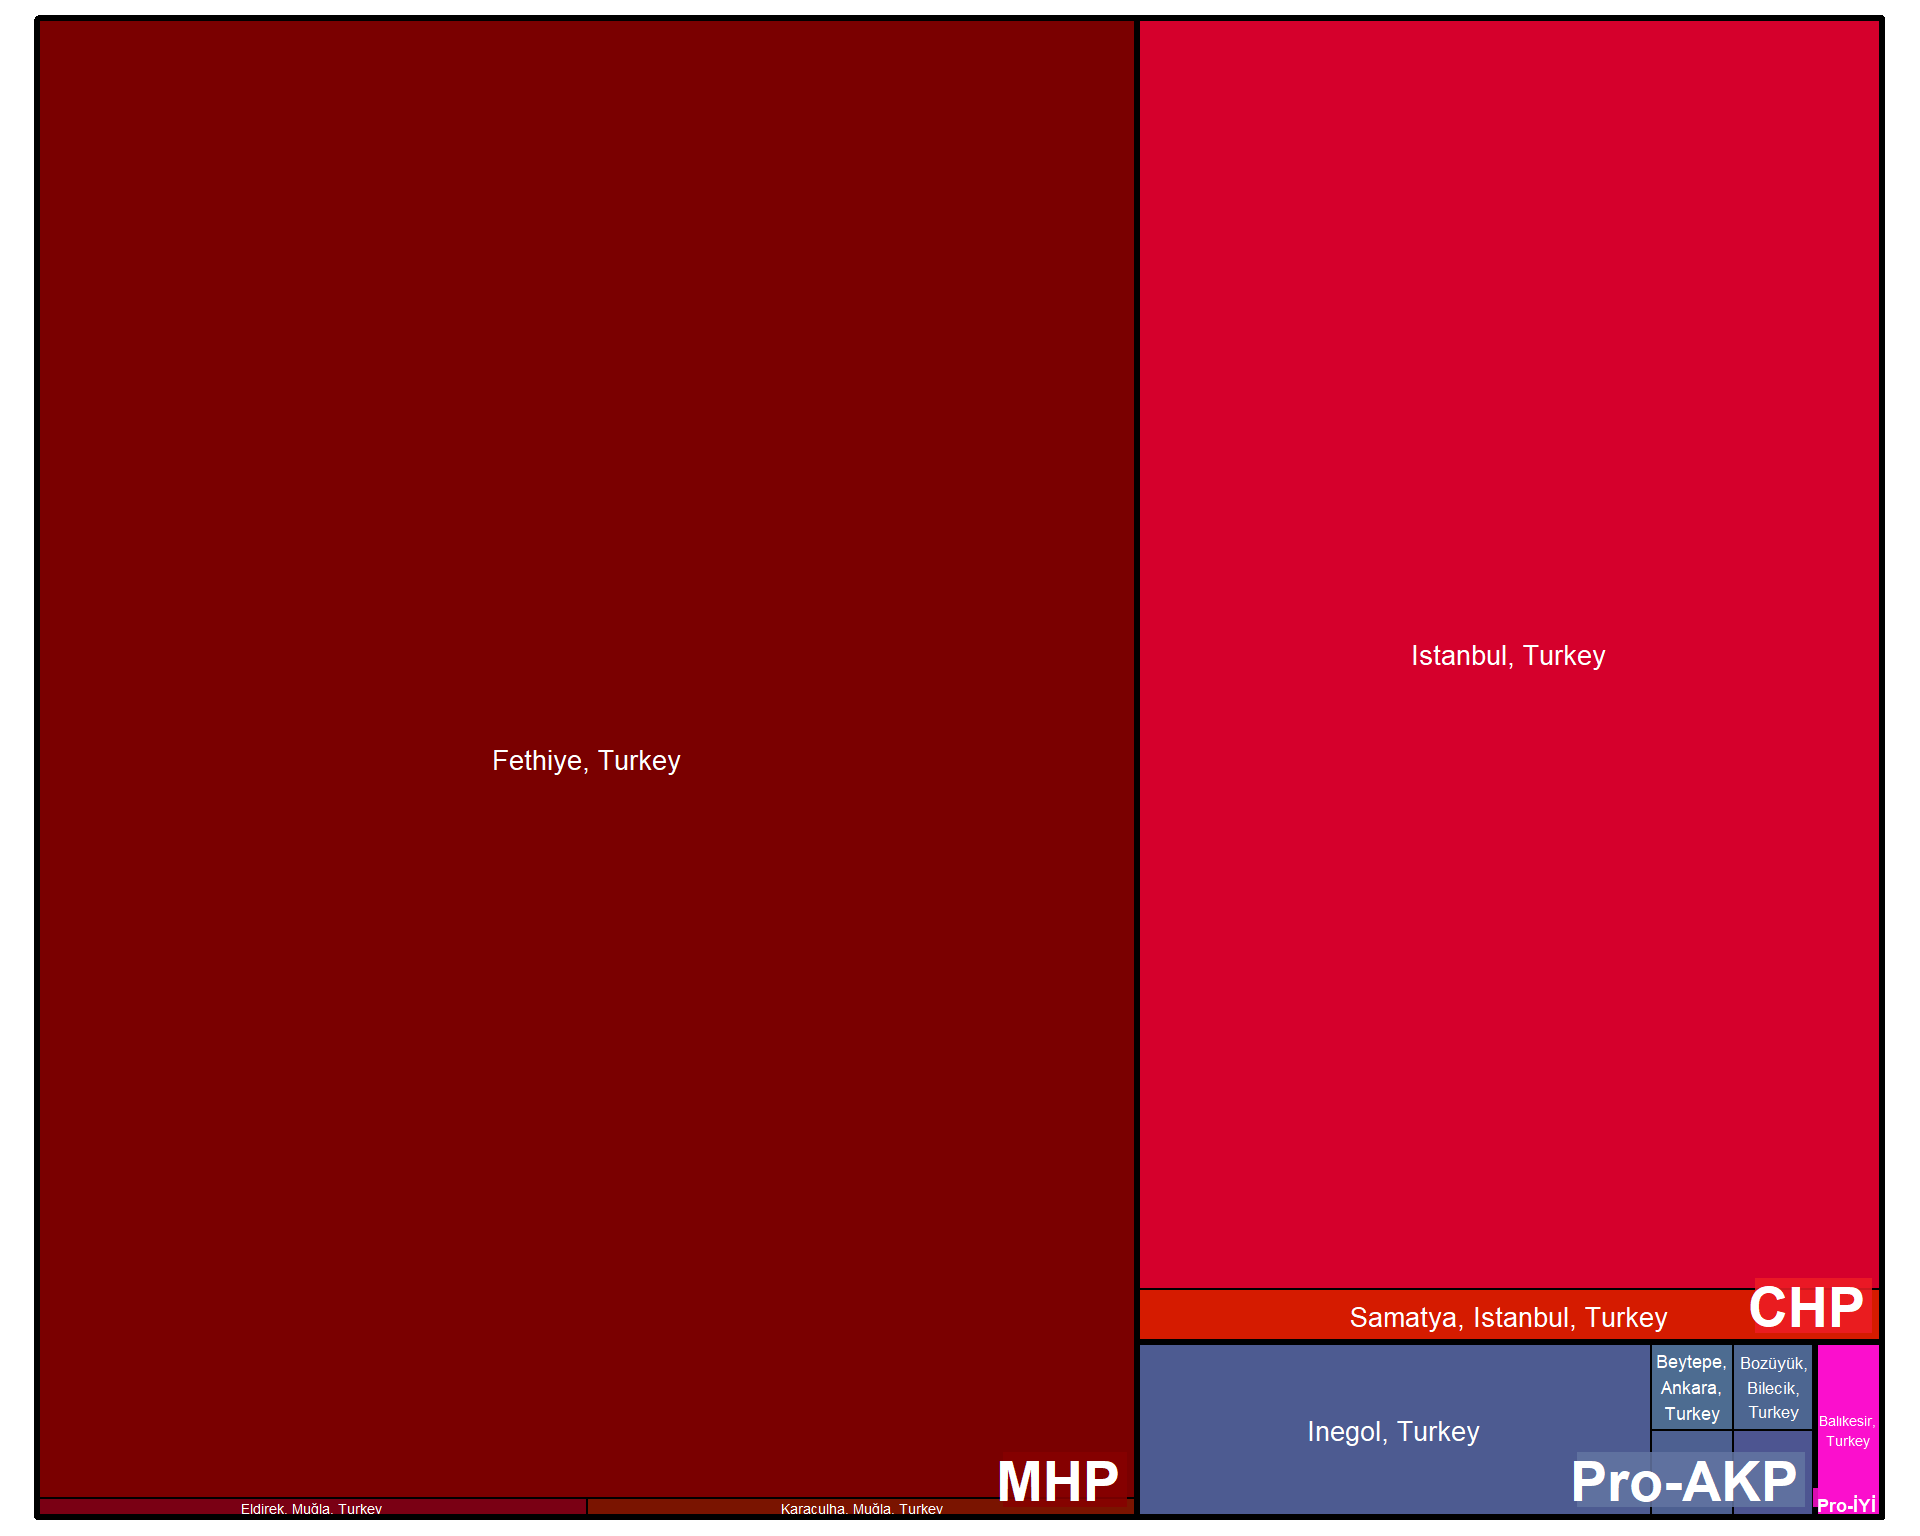 Fethiye, Turkey
MHP
Eldirek, Muğla, Turkey
Karaculha, Muğla, Turkey
Istanbul, Turkey
Samatya, Istanbul, Turkey
CHP
Inegol, Turkey
Beytepe,
Ankara,
Turkey
Bozüyük,
Bilecik,
Turkey
Pro-AKP
Balıkesir,
Turkey
Pro-İYİ